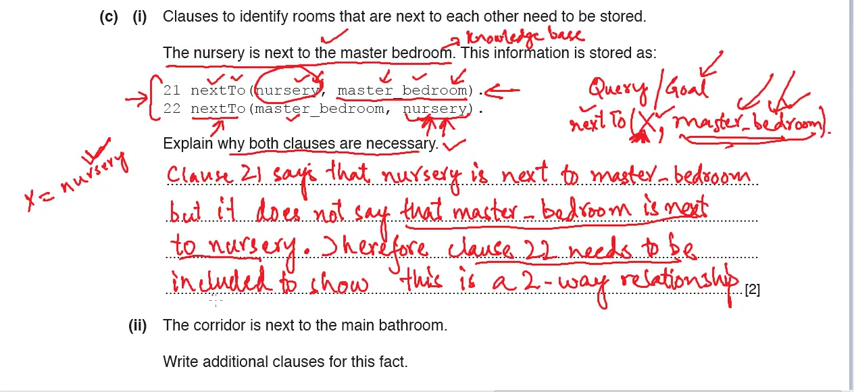 (c) (i) Clauses to identify rooms that are next to each other need to be stored.
Knowledge base
The nursery is next to the master bedroom. This information is stored as:
21 nextTo(nursery, master_bedroom).
22 nextTo(master_bedroom, nursery).
Query/Goal
nextTo(X, master_bedroom).
Explain why both clauses are necessary.
X = nursery
Clause 21 says that nursery is next to master_bedroom
but it does not say that master_bedroom is next
to nursery. Therefore clause 22 needs to be
included to show this is a 2-way relationship
[2]
(ii) The corridor is next to the main bathroom.
Write additional clauses for this fact.